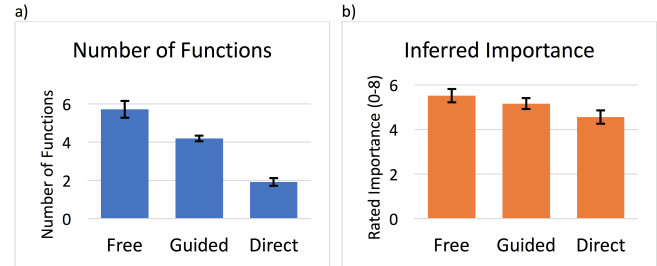 a)
Number of Functions
Number of Functions
6
4
2
0
Free Guided Direct
b)
Inferred Importance
Rated Importance (0-8)
6
4
2
0
Free Guided Direct